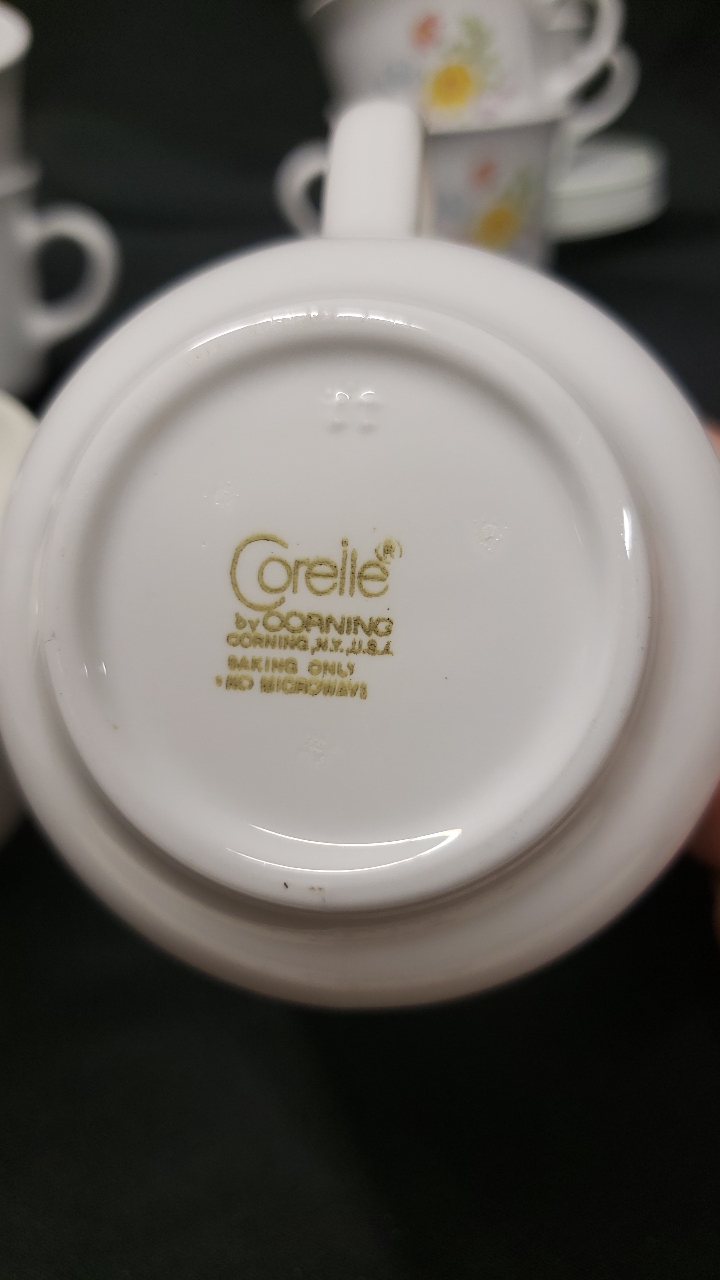 Corelle®
by CORNING
CORNING, N.Y., U.S.A.
BAKING ONLY
NO MICROWAVE